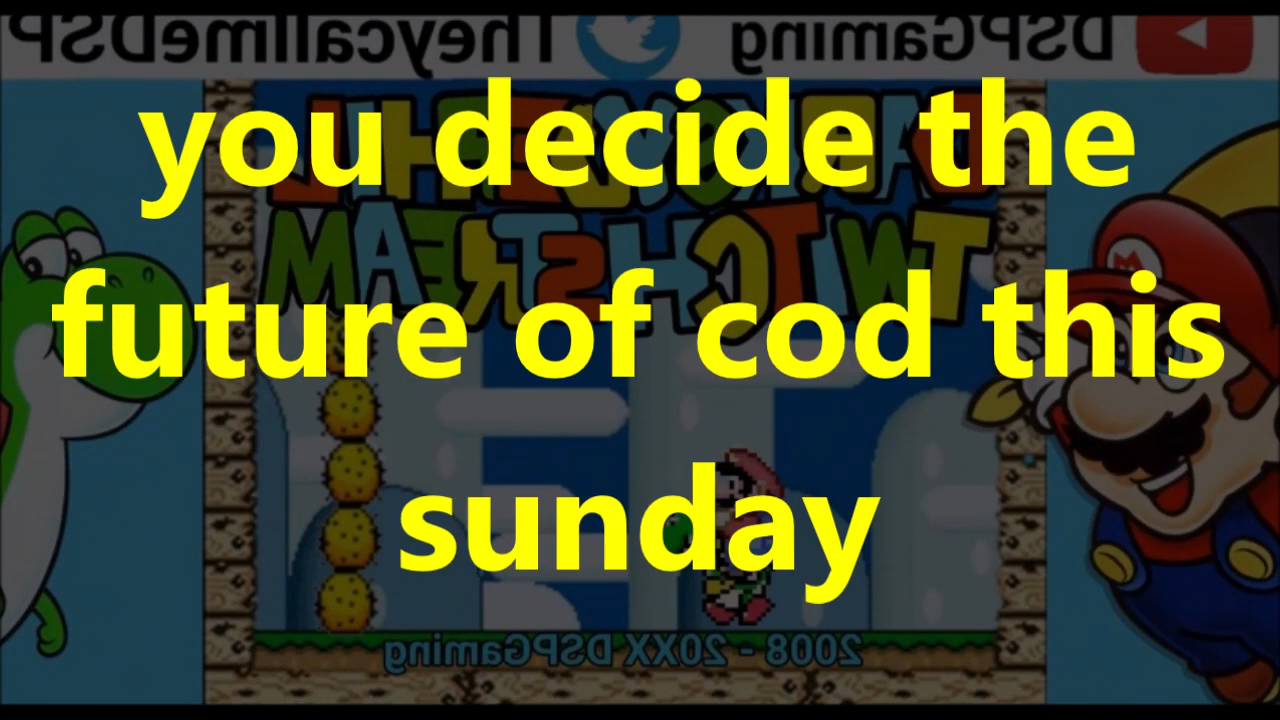 TheycallmeDSP DSPGaming
you decide the
TWITCH STREAM
future of cod this
sunday
2008 - 20XX DSPGaming